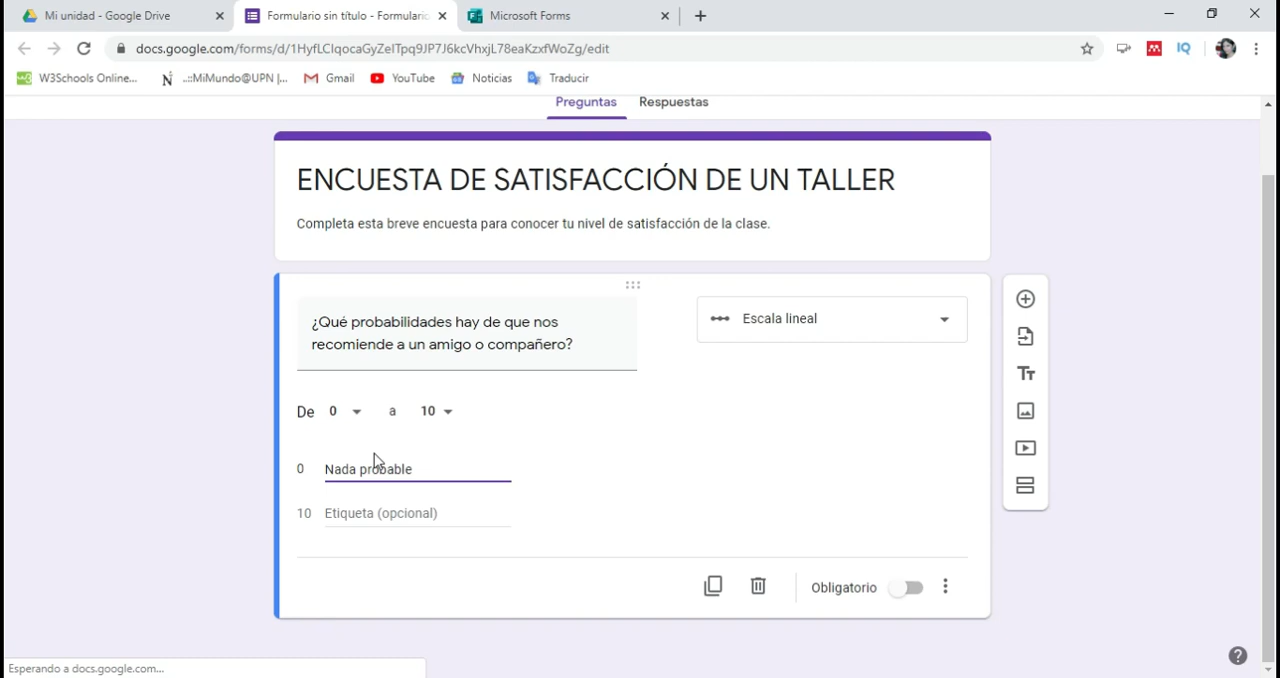 Mi unidad - Google Drive
Formulario sin título - Formulario
Microsoft Forms
docs.google.com/forms/d/1HyfLCIqocaGyZeITpq9JP7J6kcVhxjL78eaKzxfWoZg/edit
IQ
W3Schools Online...
..::MiMundo@UPN |...
Gmail
YouTube
Noticias
Traducir
Preguntas
Respuestas
ENCUESTA DE SATISFACCIÓN DE UN TALLER
Completa esta breve encuesta para conocer tu nivel de satisfacción de la clase.
¿Qué probabilidades hay de que nos
recomiende a un amigo o compañero?
Escala lineal
De 0 a 10
0 Nada probable
10 Etiqueta (opcional)
Obligatorio
Esperando a docs.google.com...